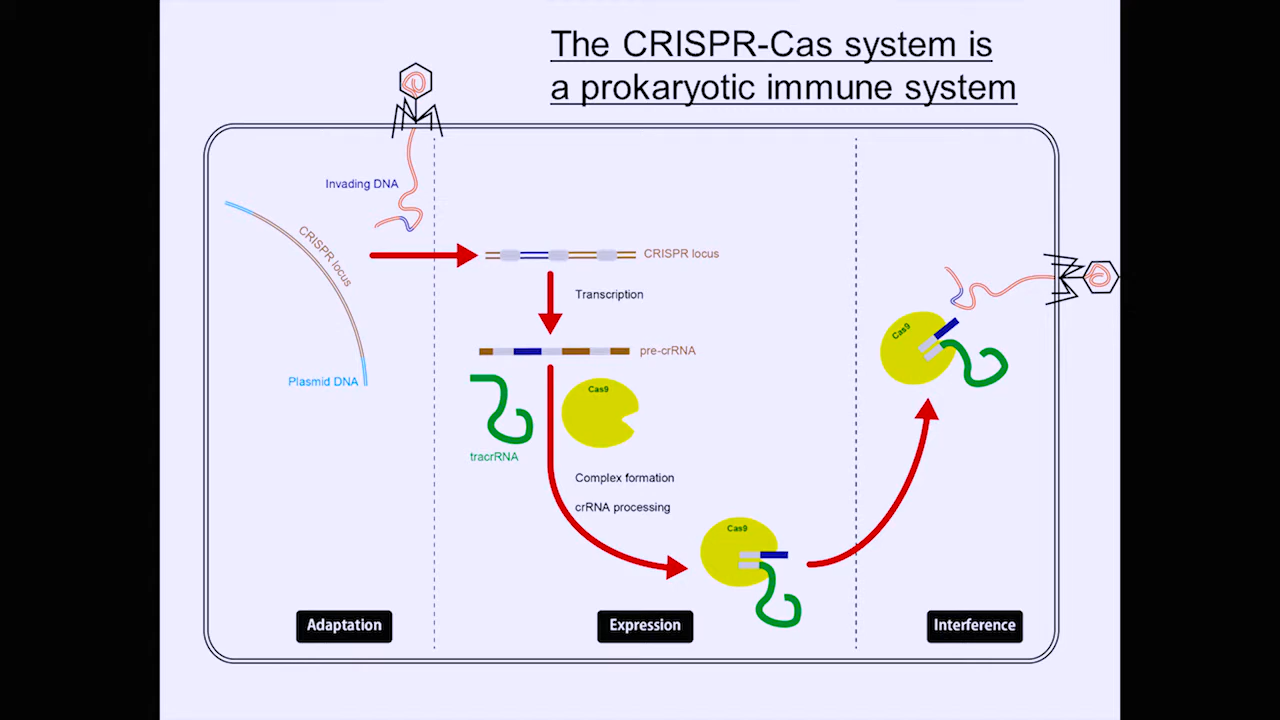 The CRISPR-Cas system is
a prokaryotic immune system
Invading DNA
CRISPR locus
Plasmid DNA
CRISPR locus
Transcription
pre-crRNA
Cas9
tracrRNA
Complex formation
crRNA processing
Cas9
Cas9
Adaptation
Expression
Interference